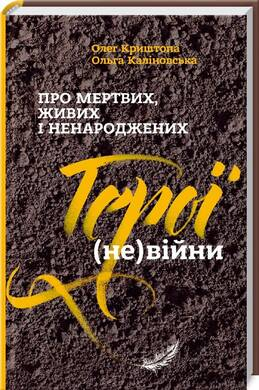 Олег Криштопа
Ольга Каліновська
ПРО МЕРТВИХ,
ЖИВИХ
І НЕНАРОДЖЕНИХ
Герої
(не)війни